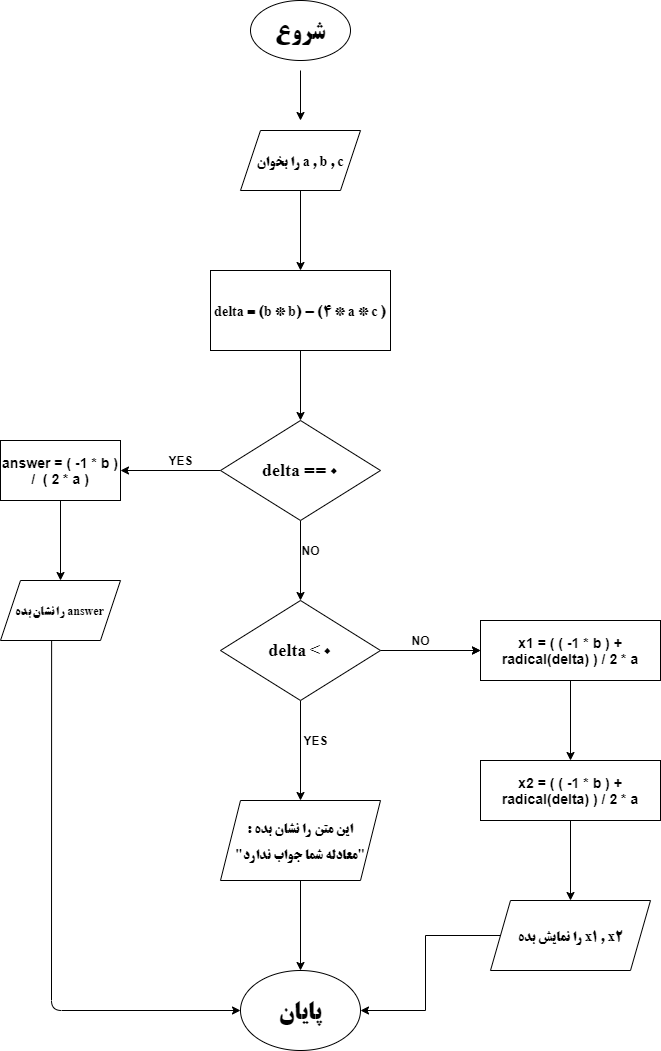 شروع
a , b , c را بخوان
delta = (b * b) – (۴ * a * c )
delta == ۰
YES
answer = ( -1 * b )
/ ( 2 * a )
answer را نشان بده
NO
delta < ۰
NO
x1 = ( ( -1 * b ) +
radical(delta) ) / 2 * a
x2 = ( ( -1 * b ) +
radical(delta) ) / 2 * a
x۱ , x۲ را نمایش بده
YES
این متن را نشان بده :
"معادله شما جواب ندارد"
پایان